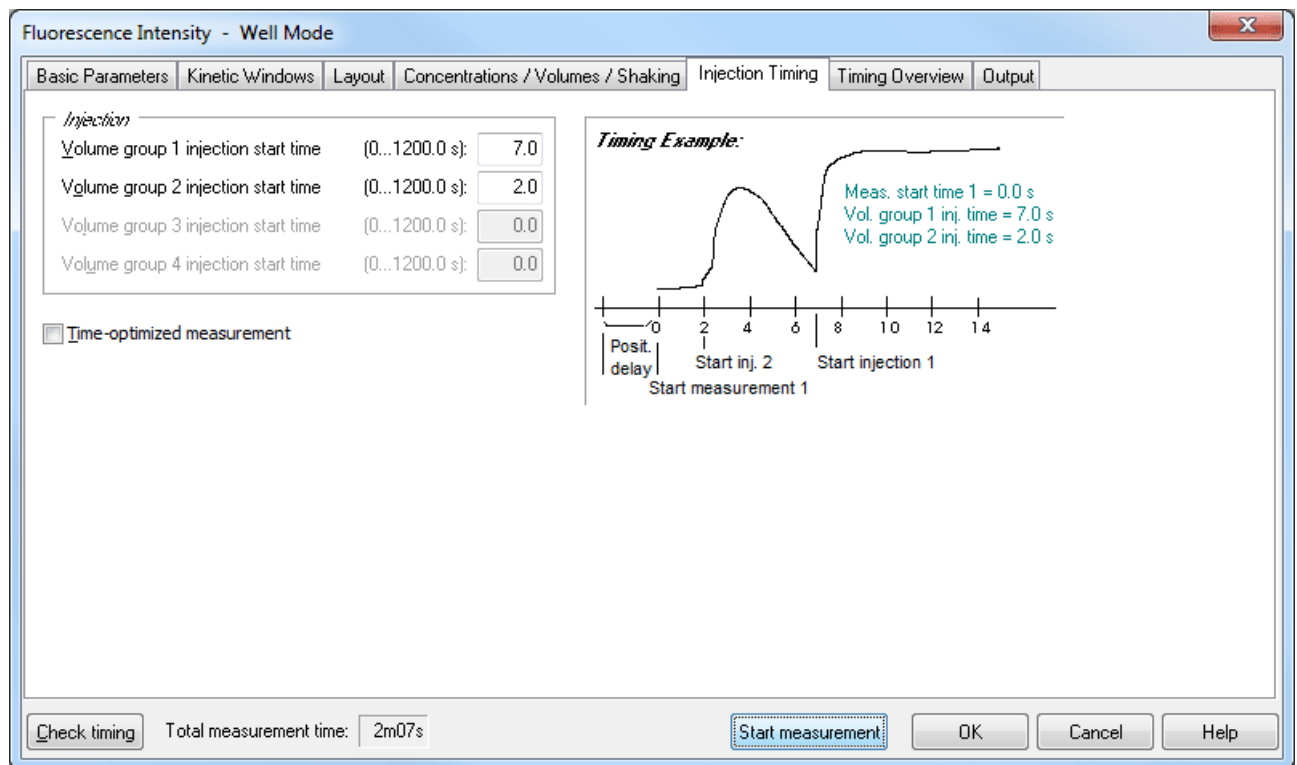 Fluorescence Intensity - Well Mode
Basic Parameters Kinetic Windows Layout Concentrations / Volumes / Shaking Injection Timing Timing Overview Output
Injection
Volume group 1 injection start time (0...1200.0 s): 7.0
Volume group 2 injection start time (0...1200.0 s): 2.0
Volume group 3 injection start time (0...1200.0 s): 0.0
Volume group 4 injection start time (0...1200.0 s): 0.0
Time-optimized measurement
Timing Example:
Meas. start time 1 = 0.0 s
Vol. group 1 inj. time = 7.0 s
Vol. group 2 inj. time = 2.0 s
0 2 4 6 8 10 12 14
Posit.
delay
Start inj. 2 Start injection 1
Start measurement 1
Check timing Total measurement time: 2m07s Start measurement OK Cancel Help